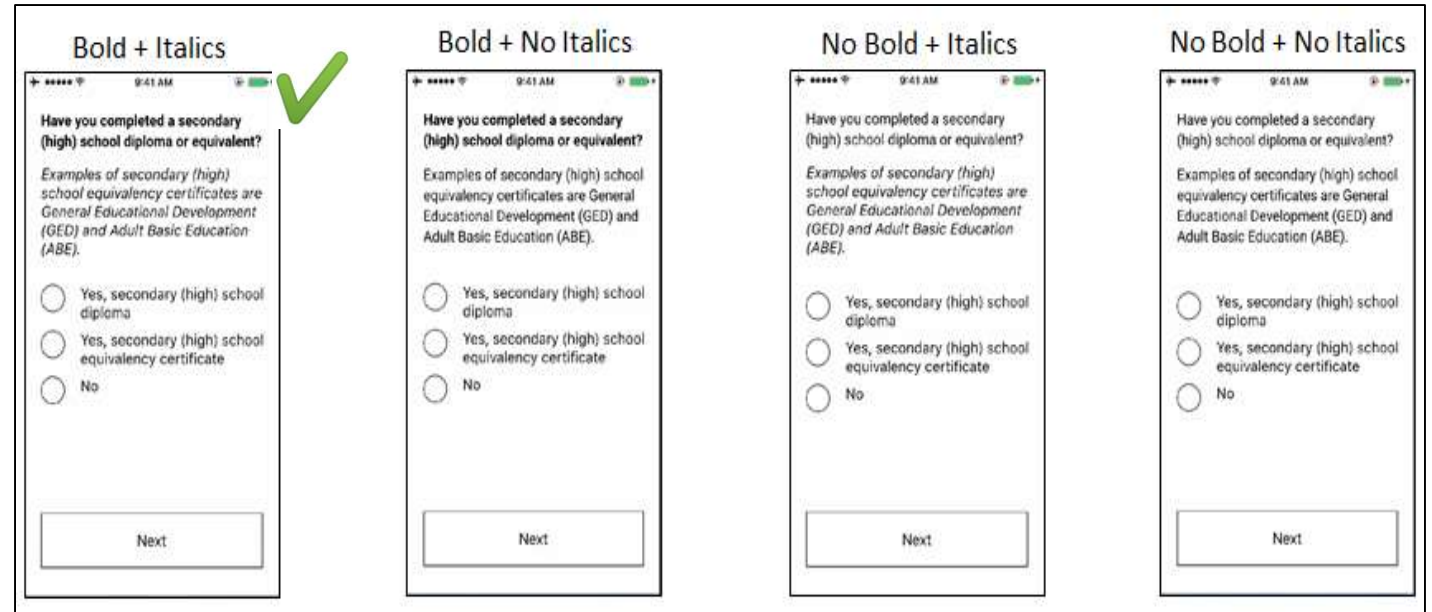 Bold + Italics
9:41 AM
Have you completed a secondary
(high) school diploma or equivalent?
Examples of secondary (high)
school equivalency certificates are
General Educational Development
(GED) and Adult Basic Education
(ABE).
Yes, secondary (high) school
diploma
Yes, secondary (high) school
equivalency certificate
No
Next
Bold + No Italics
9:41 AM
Have you completed a secondary
(high) school diploma or equivalent?
Examples of secondary (high) school
equivalency certificates are General
Educational Development (GED) and
Adult Basic Education (ABE).
Yes, secondary (high) school
diploma
Yes, secondary (high) school
equivalency certificate
No
Next
No Bold + Italics
9:41 AM
Have you completed a secondary
(high) school diploma or equivalent?
Examples of secondary (high)
school equivalency certificates are
General Educational Development
(GED) and Adult Basic Education
(ABE).
Yes, secondary (high) school
diploma
Yes, secondary (high) school
equivalency certificate
No
Next
No Bold + No Italics
9:41 AM
Have you completed a secondary
(high) school diploma or equivalent?
Examples of secondary (high) school
equivalency certificates are General
Educational Development (GED) and
Adult Basic Education (ABE).
Yes, secondary (high) school
diploma
Yes, secondary (high) school
equivalency certificate
No
Next